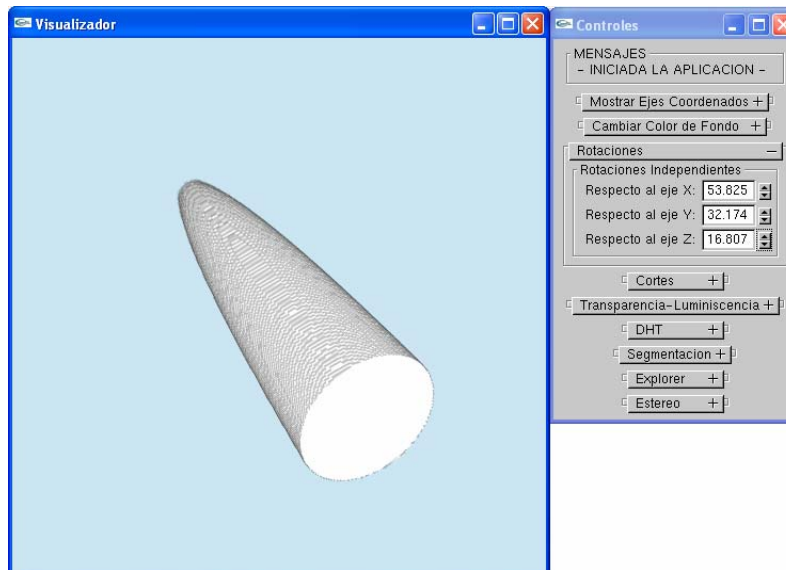 Visualizador
Controles
MENSAJES
- INICIADA LA APLICACION -
Mostrar Ejes Coordenados +
Cambiar Color de Fondo +
Rotaciones −
Rotaciones Independientes
Respecto al eje X: 53.825
Respecto al eje Y: 32.174
Respecto al eje Z: 16.807
Cortes +
Transparencia-Luminiscencia +
DHT +
Segmentacion +
Explorer +
Estereo +